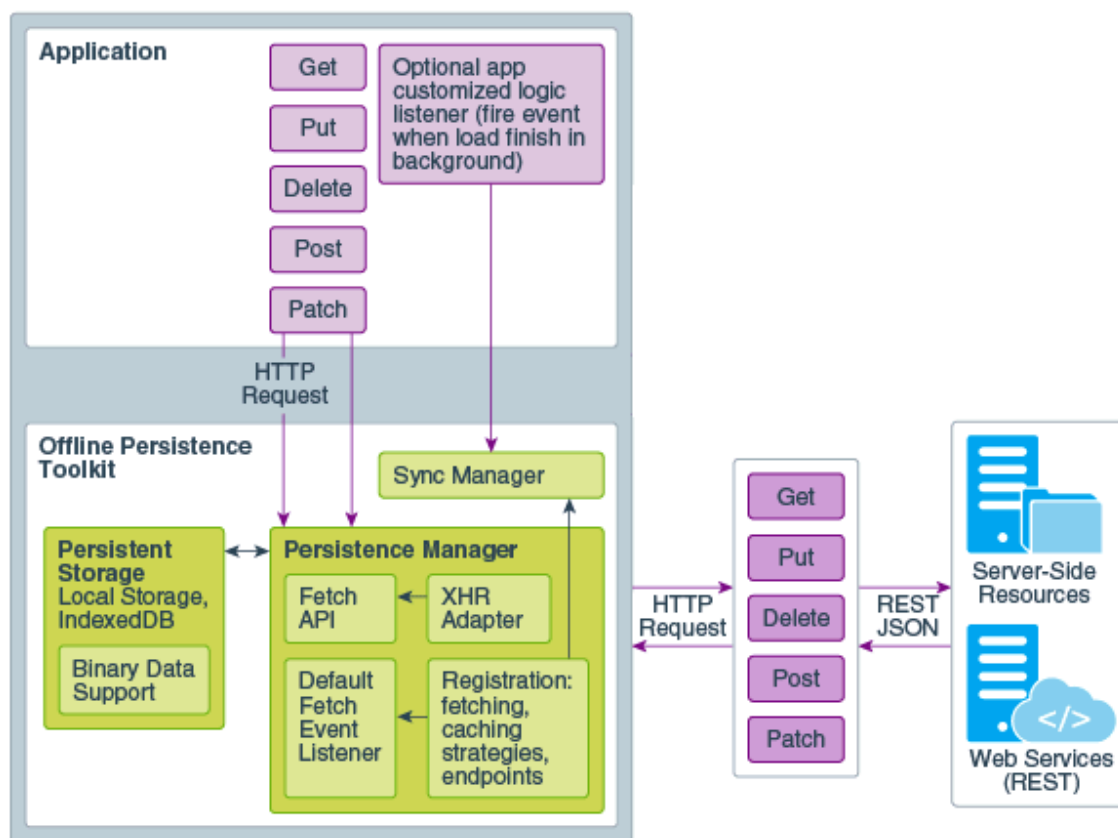 Application
Get
Put
Delete
Post
Patch
Optional app
customized logic
listener (fire event
when load finish in
background)
HTTP
Request
Offline Persistence
Toolkit
Sync Manager
Persistent
Storage
Local Storage,
IndexedDB
Binary Data
Support
Persistence Manager
Fetch
API
XHR
Adapter
Default
Fetch
Event
Listener
Registration:
fetching,
caching
strategies,
endpoints
HTTP
Request
Get
Put
Delete
Post
Patch
REST
JSON
Server-Side
Resources
</>
Web Services
(REST)